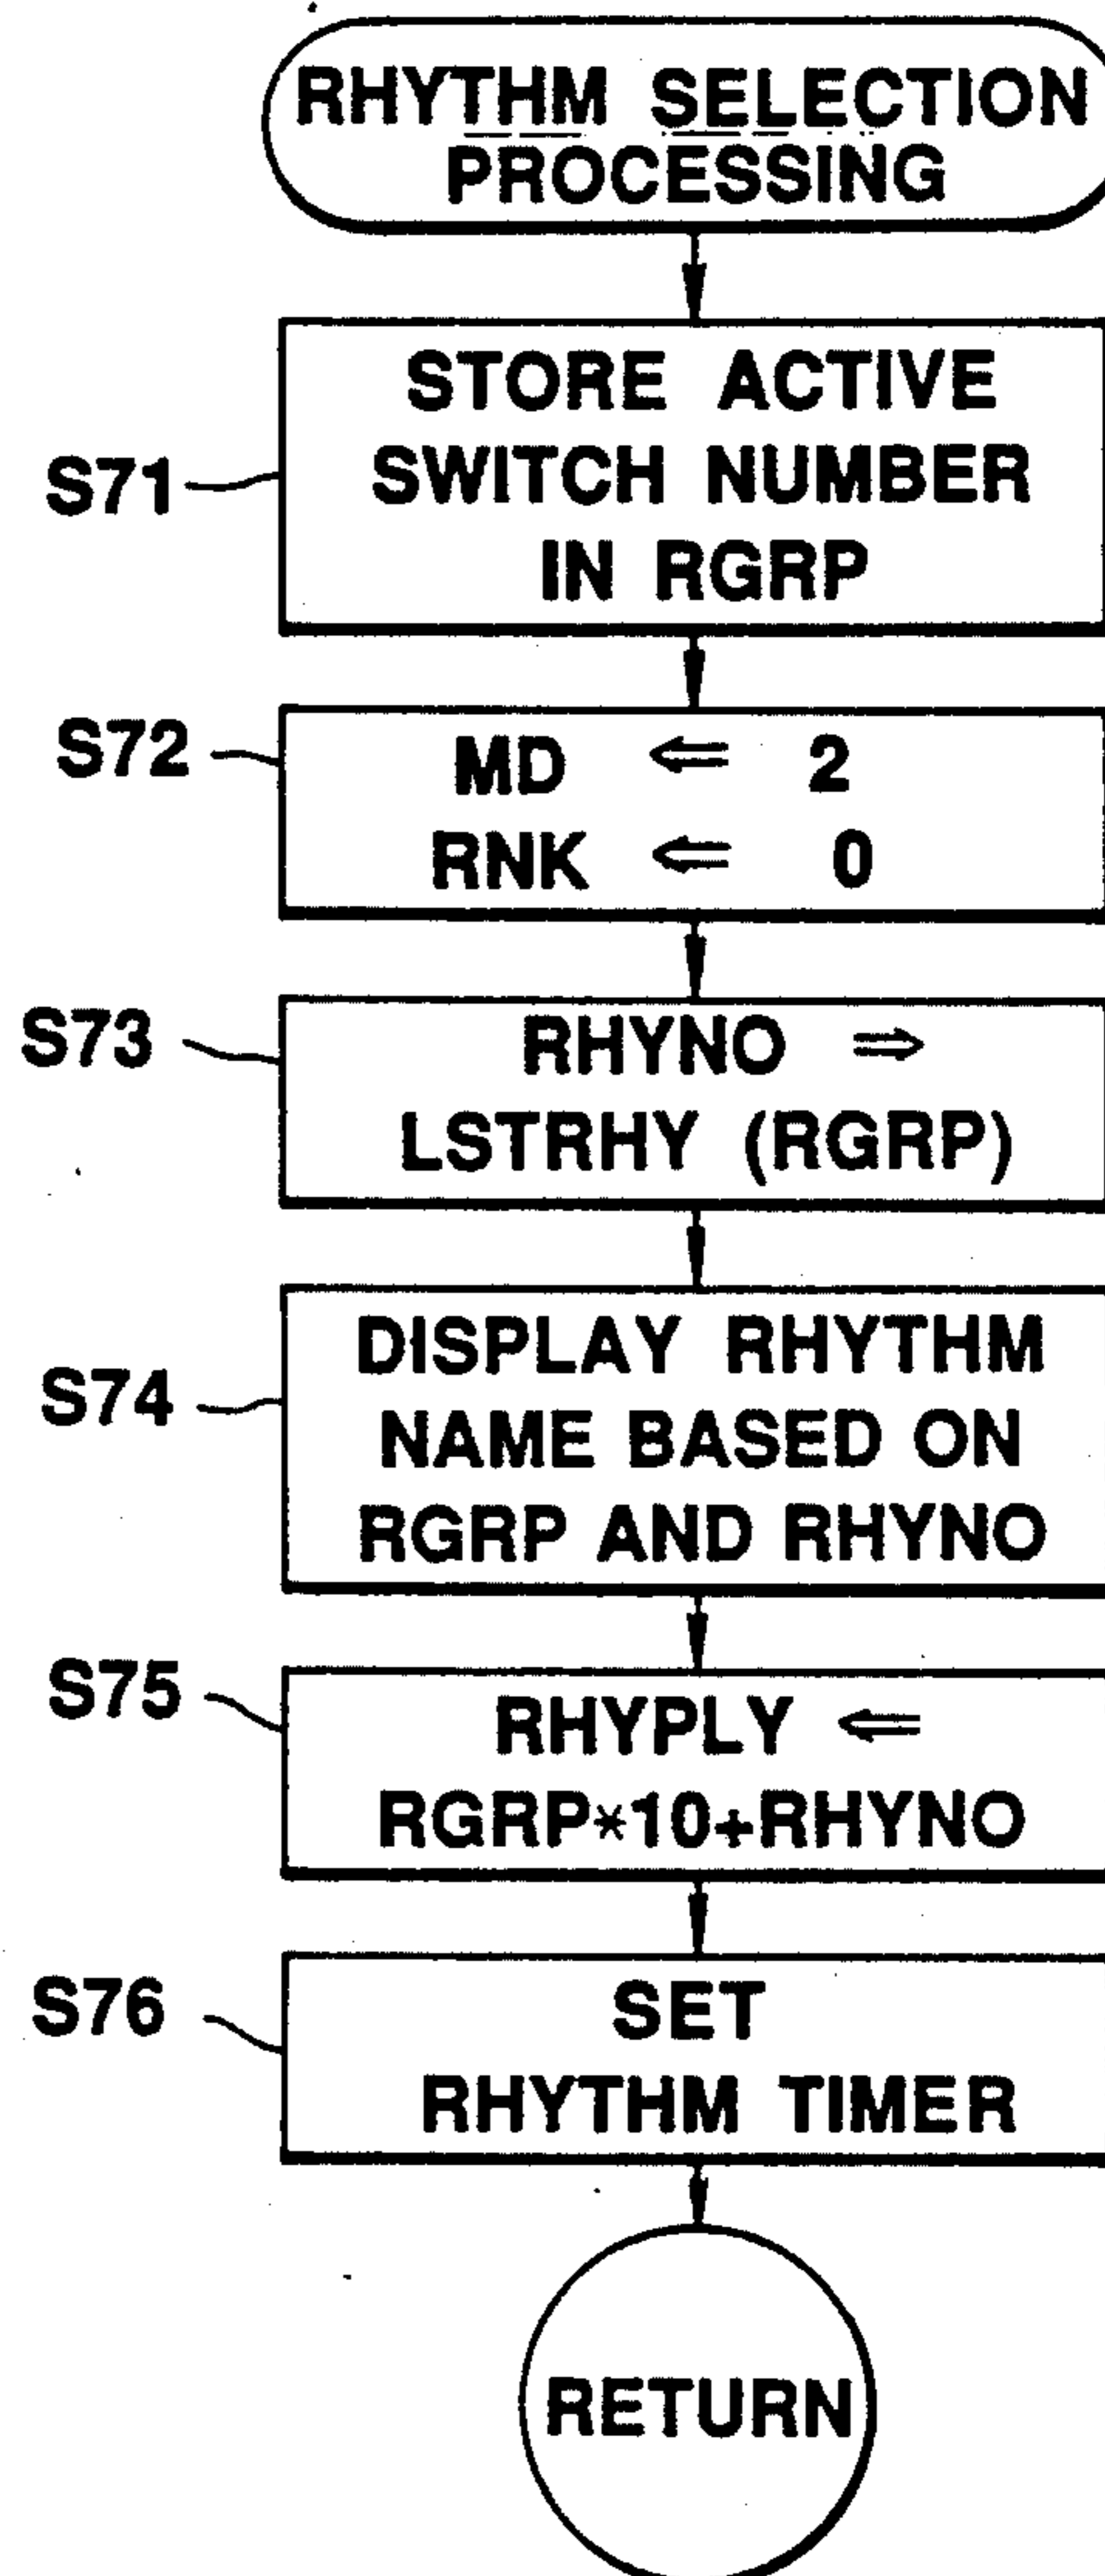 RHYTHM SELECTION
PROCESSING
S71
STORE ACTIVE
SWITCH NUMBER
IN RGRP
S72
MD ⇐ 2
RNK ⇐ 0
S73
RHYNO ⇒
LSTRHY (RGRP)
S74
DISPLAY RHYTHM
NAME BASED ON
RGRP AND RHYNO
S75
RHYPLY ⇐
RGRP*10+RHYNO
S76
SET
RHYTHM TIMER
RETURN